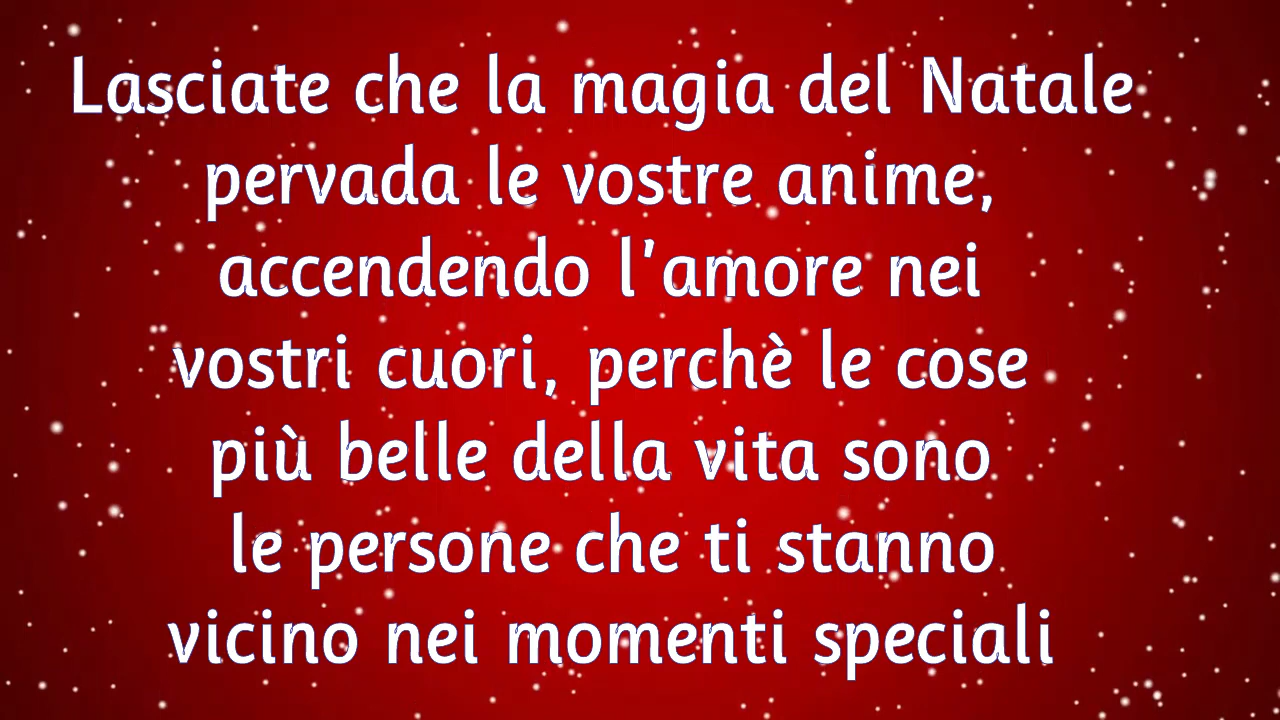 Lasciate che la magia del Natale
pervada le vostre anime,
accendendo l'amore nei
vostri cuori, perchè le cose
più belle della vita sono
le persone che ti stanno
vicino nei momenti speciali